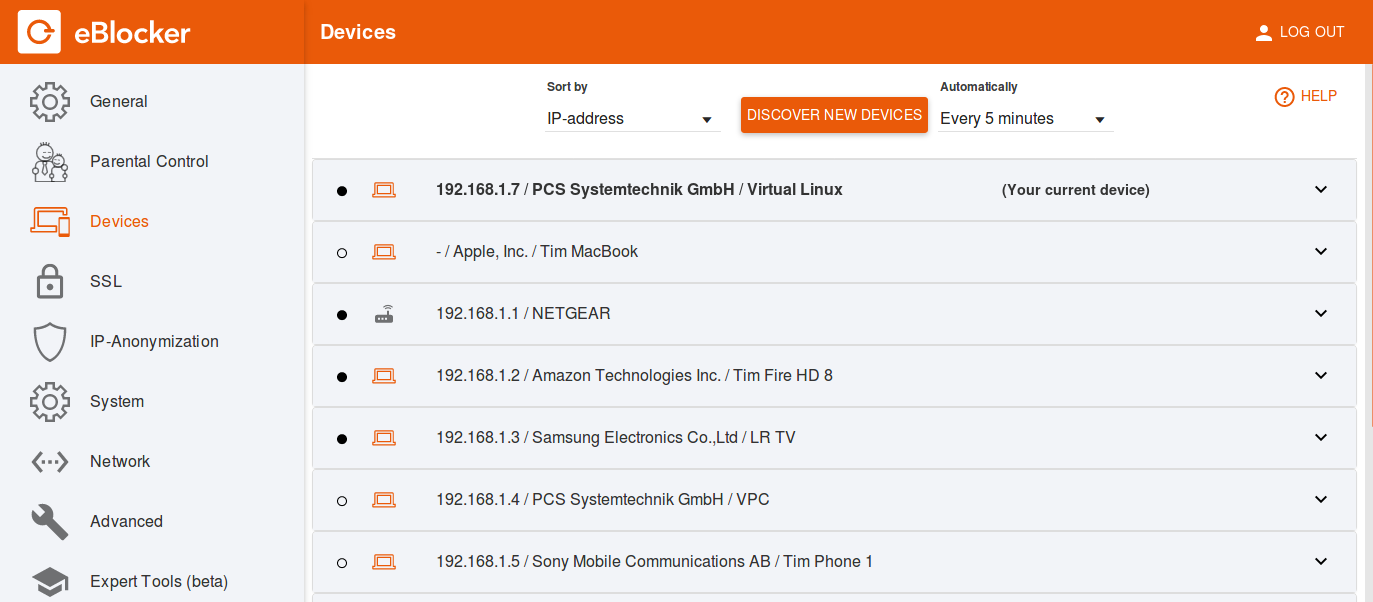 eBlocker
Devices
LOG OUT
General
Parental Control
Devices
SSL
IP-Anonymization
System
Network
Advanced
Expert Tools (beta)
Sort by
IP-address
DISCOVER NEW DEVICES
Automatically
Every 5 minutes
HELP
192.168.1.7 / PCS Systemtechnik GmbH / Virtual Linux (Your current device)
- / Apple, Inc. / Tim MacBook
192.168.1.1 / NETGEAR
192.168.1.2 / Amazon Technologies Inc. / Tim Fire HD 8
192.168.1.3 / Samsung Electronics Co.,Ltd / LR TV
192.168.1.4 / PCS Systemtechnik GmbH / VPC
192.168.1.5 / Sony Mobile Communications AB / Tim Phone 1